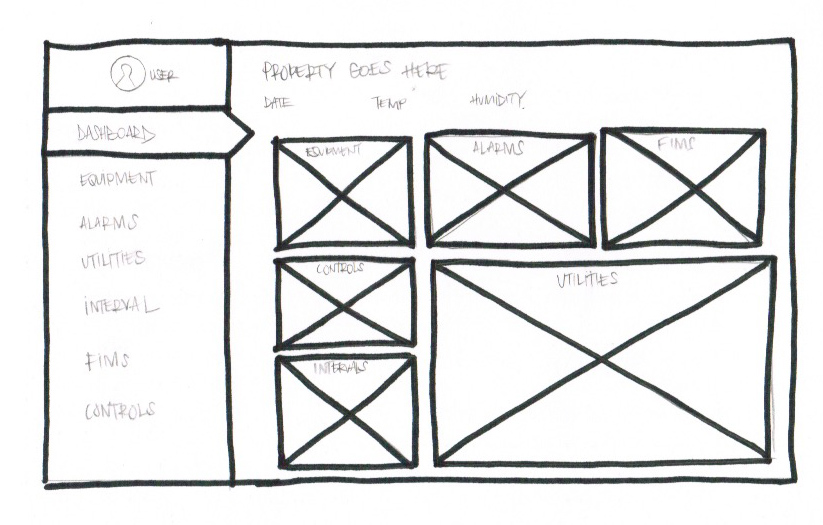 USER
DASHBOARD
EQUIPMENT
ALARMS
UTILITIES
INTERVAL
FIMS
CONTROLS
PROPERTY GOES HERE
DATE TEMP HUMIDITY
EQUIPMENT ALARMS FIMS
CONTROLS
UTILITIES
INTERVALS